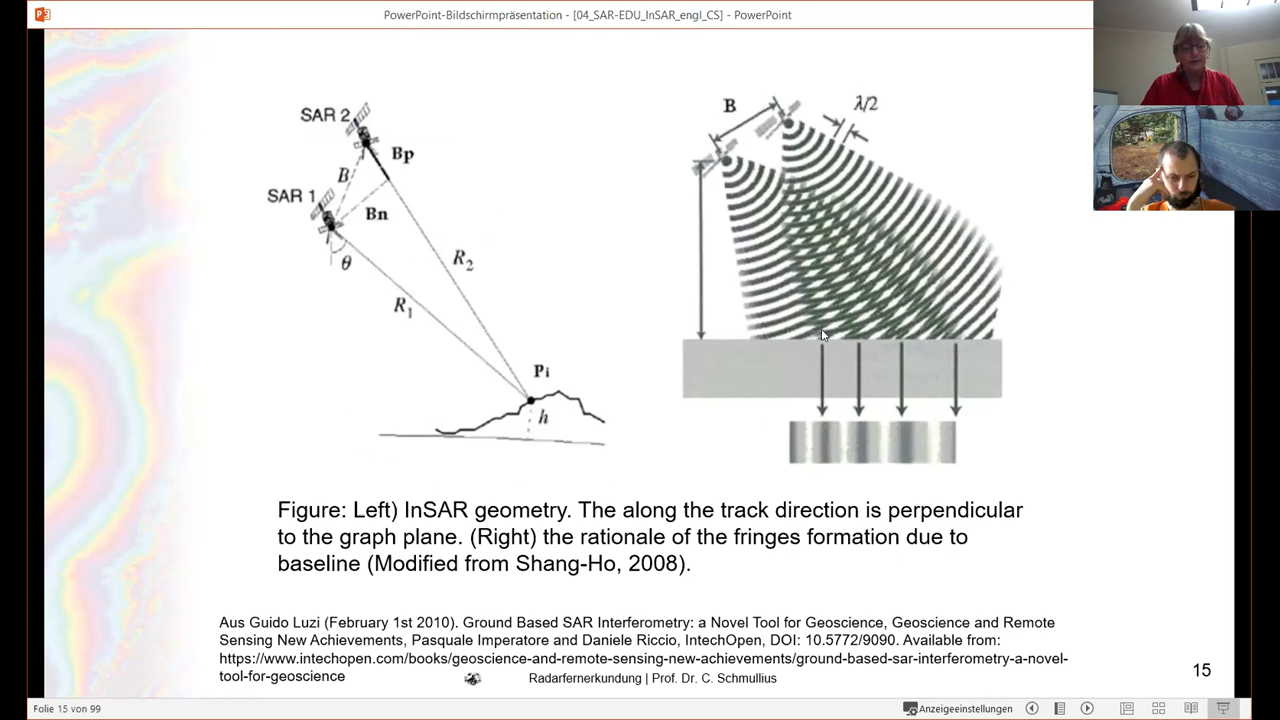 PowerPoint-Bildschirmpräsentation - [04_SAR-EDU_InSAR_engl_CS] - PowerPoint
SAR 2
Bp
B
SAR 1
Bn
θ
R2
R1
Pi
h
B
λ/2
Figure: Left) InSAR geometry. The along the track direction is perpendicular
to the graph plane. (Right) the rationale of the fringes formation due to
baseline (Modified from Shang-Ho, 2008).
Aus Guido Luzi (February 1st 2010). Ground Based SAR Interferometry: a Novel Tool for Geoscience, Geoscience and Remote
Sensing New Achievements, Pasquale Imperatore and Daniele Riccio, IntechOpen, DOI: 10.5772/9090. Available from:
https://www.intechopen.com/books/geoscience-and-remote-sensing-new-achievements/ground-based-sar-interferometry-a-novel-
tool-for-geoscience
Radarfernerkundung | Prof. Dr. C. Schmullius
15
Folie 15 von 99
Anzeigeeinstellungen